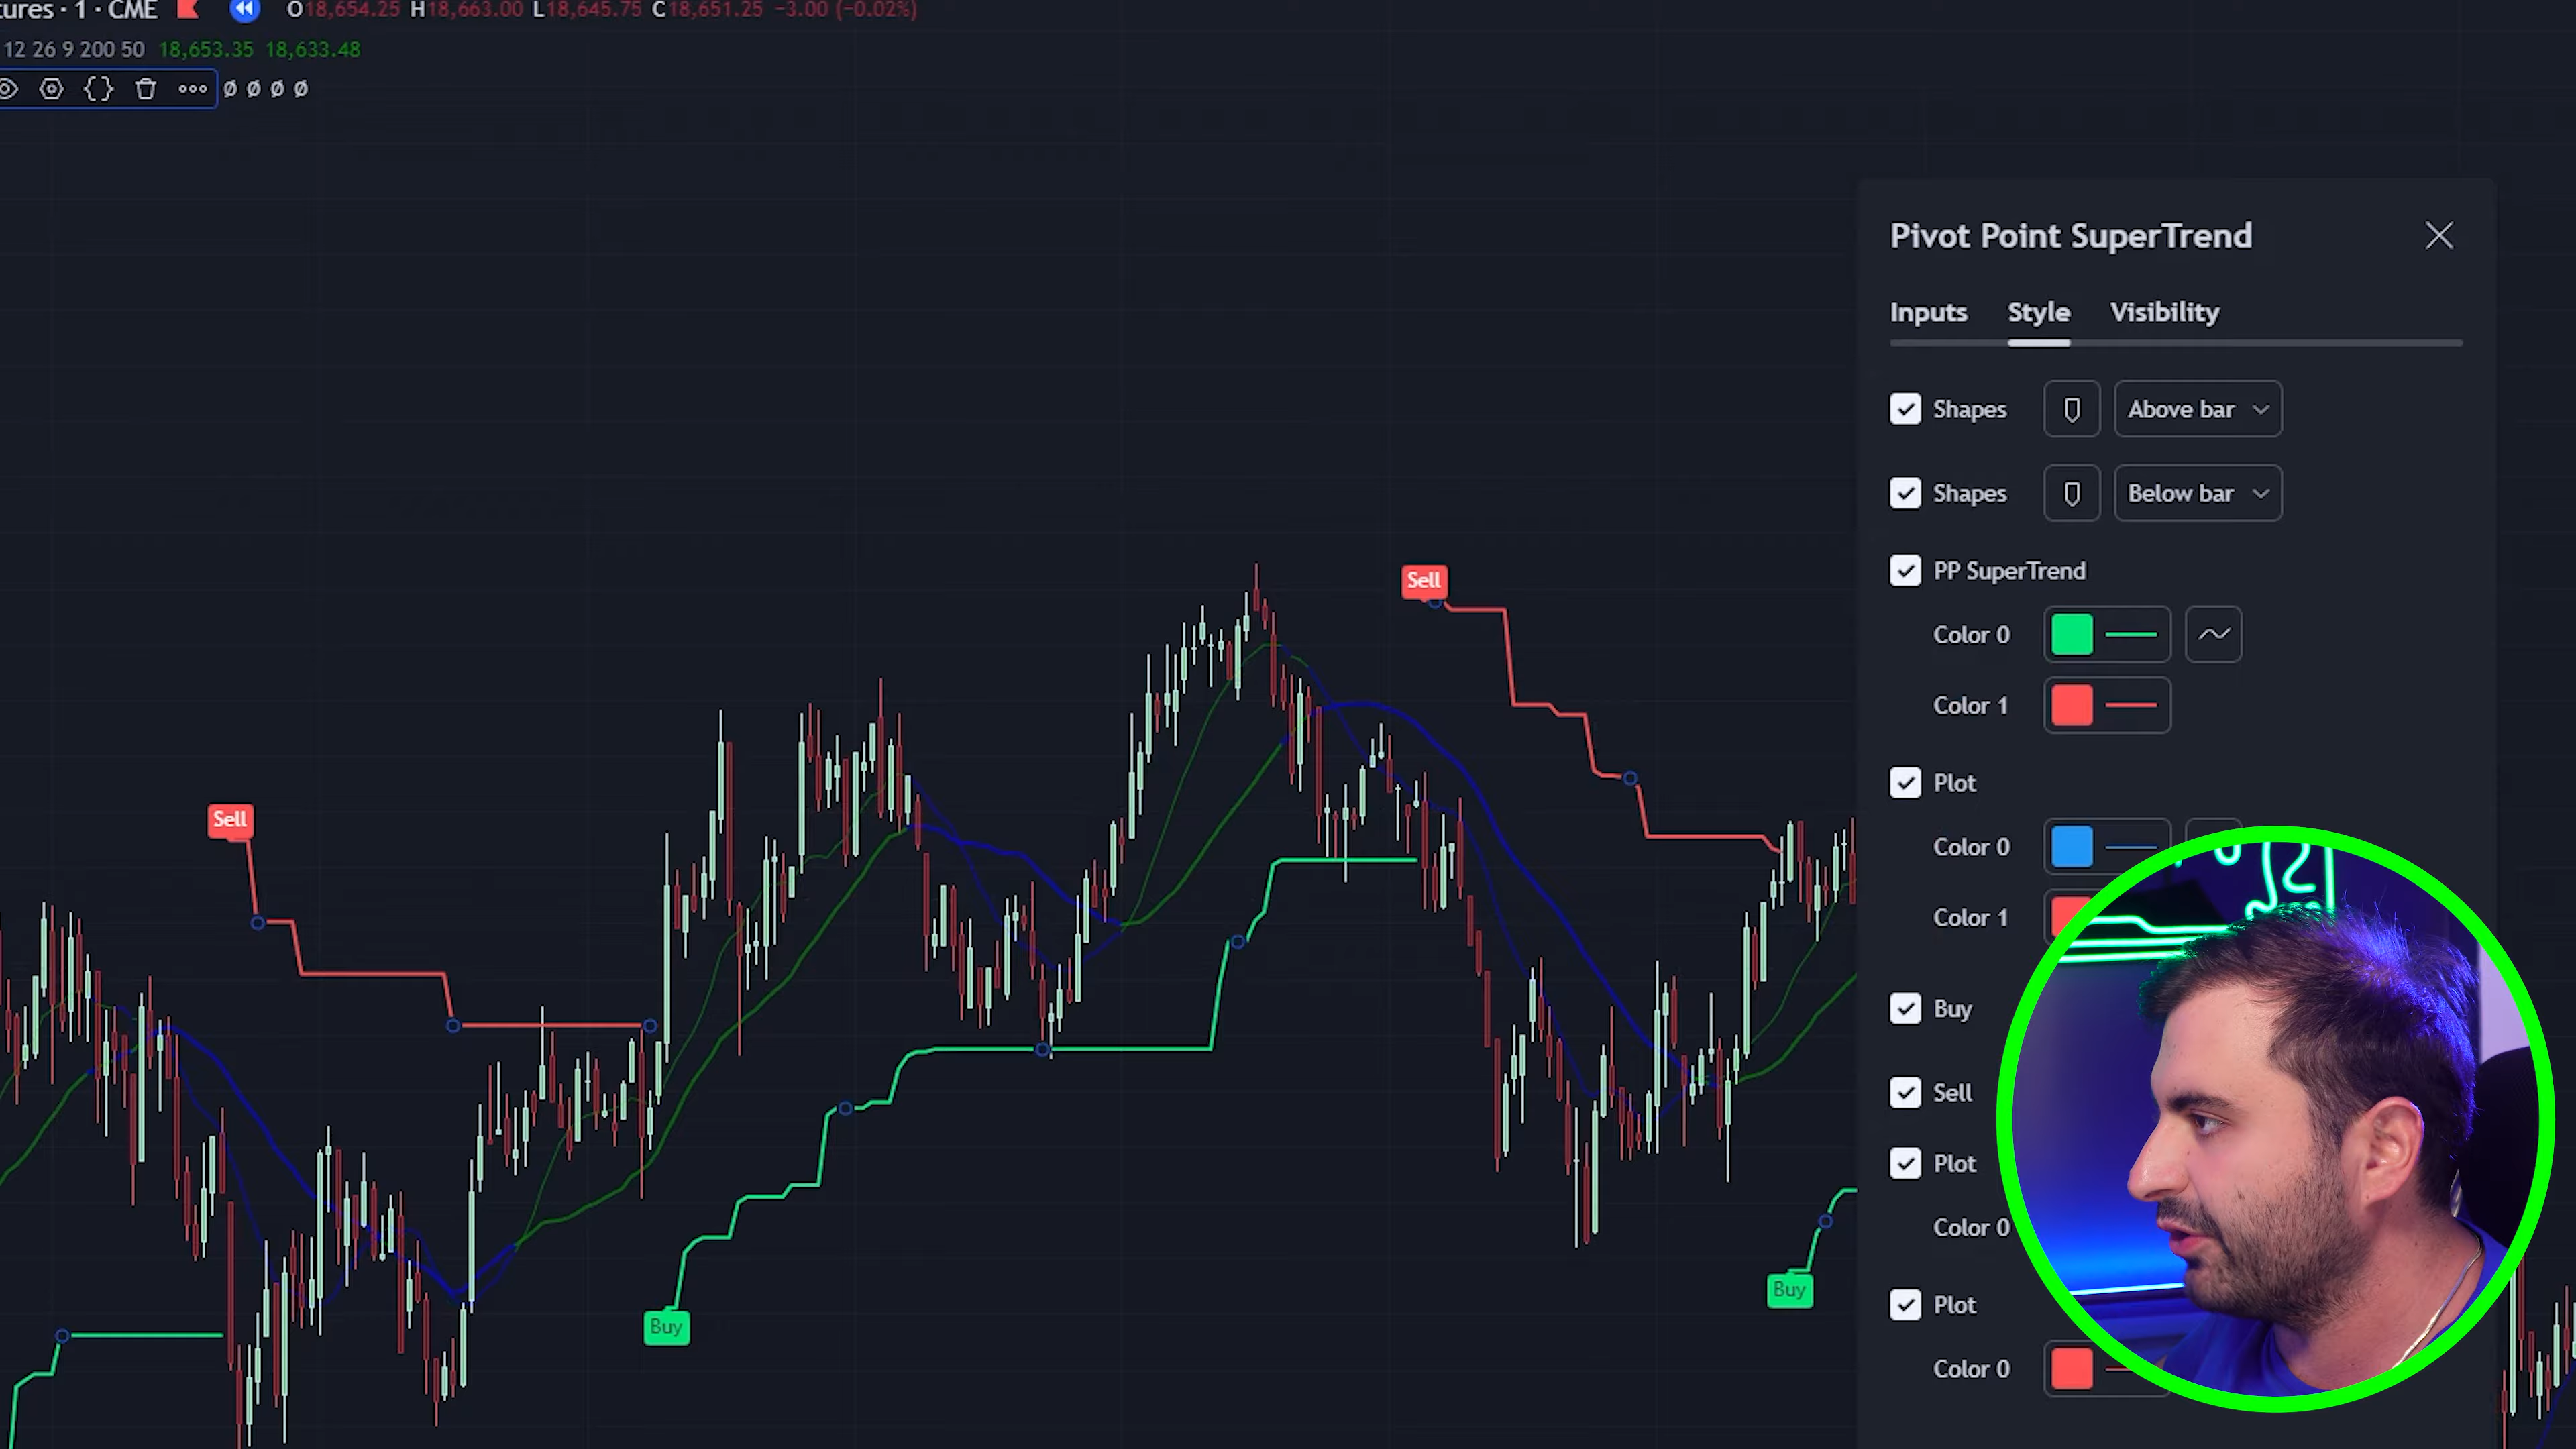 tures · 1 · CME O18,654.25 H18,663.00 L18,645.75 C18,651.25 −3.00 (−0.02%)
12 26 9 200 50 18,653.35 18,633.48
ø ø ø ø
Pivot Point SuperTrend
Inputs Style Visibility
Shapes Above bar
Shapes Below bar
PP SuperTrend
Color 0
Color 1
Plot
Color 0
Color 1
Buy
Sell
Plot
Color 0
Plot
Color 0
Sell
Sell
Buy
Buy